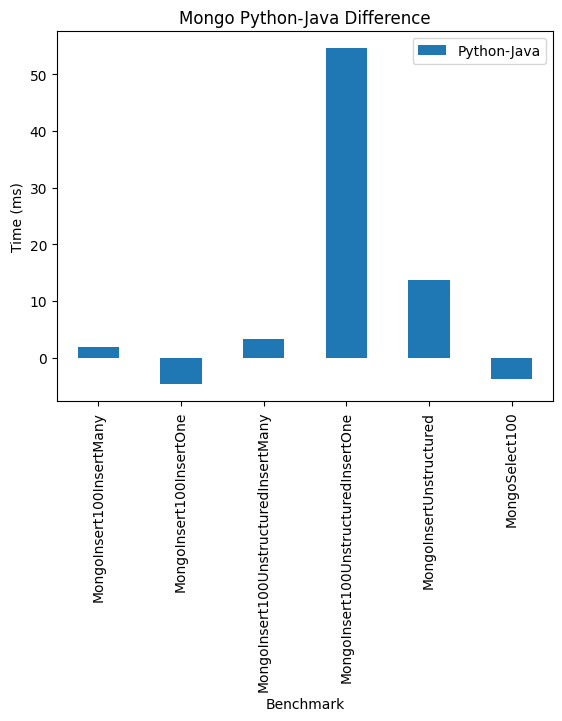 Mongo Python-Java Difference
Python-Java
Time (ms)
50
40
30
20
10
0
MongoInsert100InsertMany
MongoInsert100InsertOne
MongoInsert100UnstructuredInsertMany
MongoInsert100UnstructuredInsertOne
MongoInsertUnstructured
MongoSelect100
Benchmark